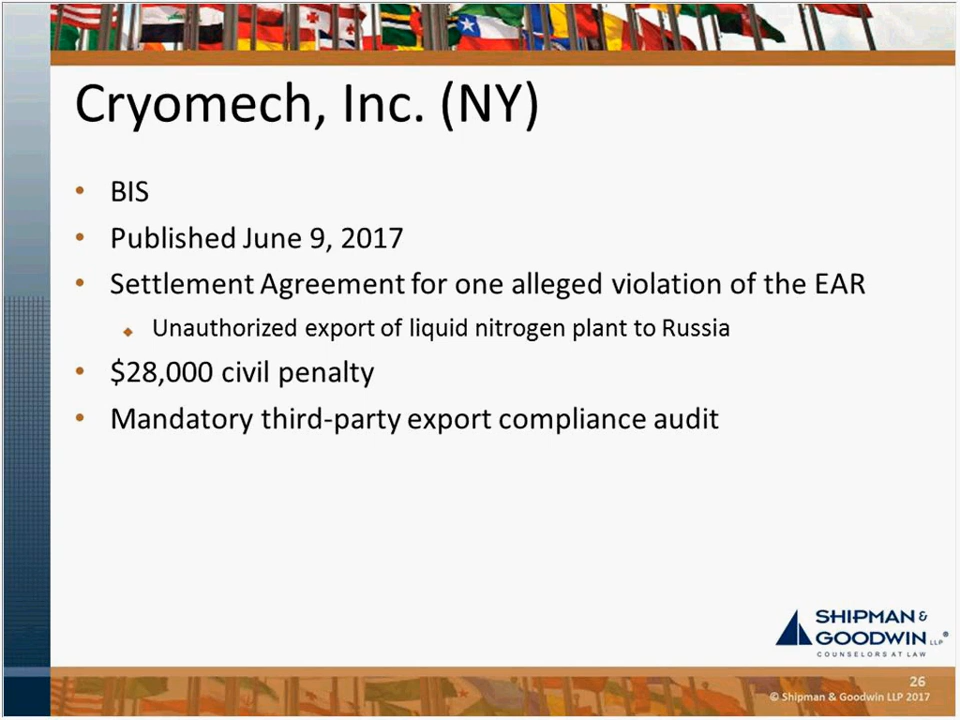 Cryomech, Inc. (NY)
• BIS
• Published June 9, 2017
• Settlement Agreement for one alleged violation of the EAR
◆ Unauthorized export of liquid nitrogen plant to Russia
• $28,000 civil penalty
• Mandatory third-party export compliance audit
SHIPMAN &
GOODWIN LLP®
COUNSELORS AT LAW
26
© Shipman & Goodwin LLP 2017